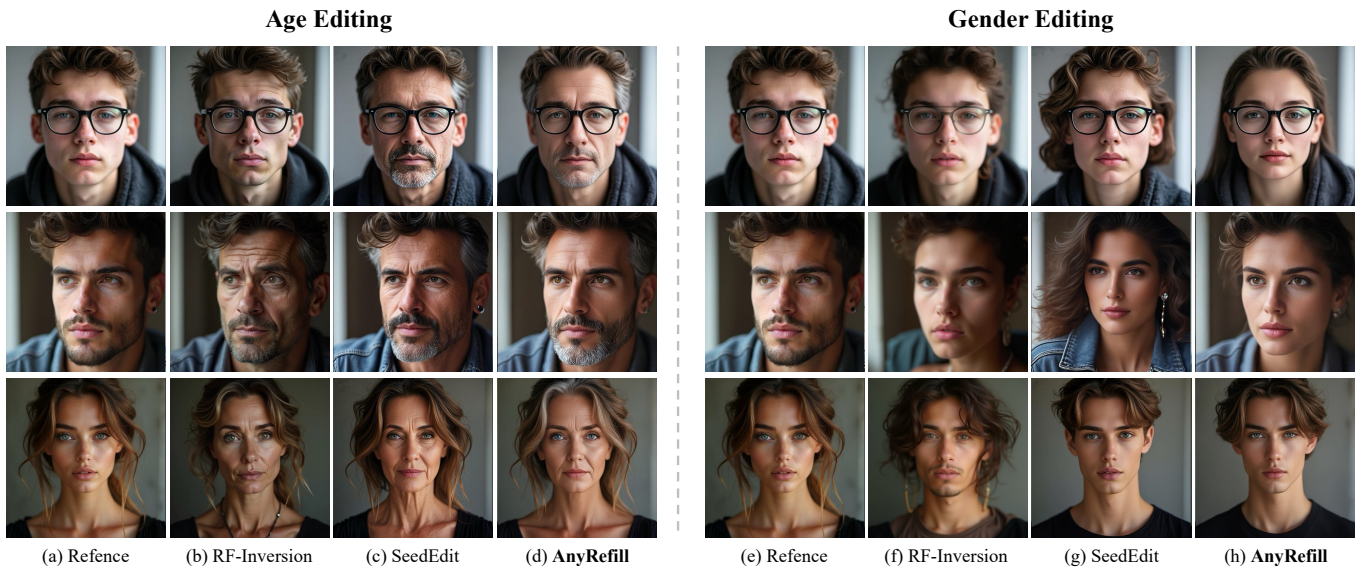 Age Editing
Gender Editing
(a) Refence
(b) RF-Inversion
(c) SeedEdit
(d) AnyRefill
(e) Refence
(f) RF-Inversion
(g) SeedEdit
(h) AnyRefill